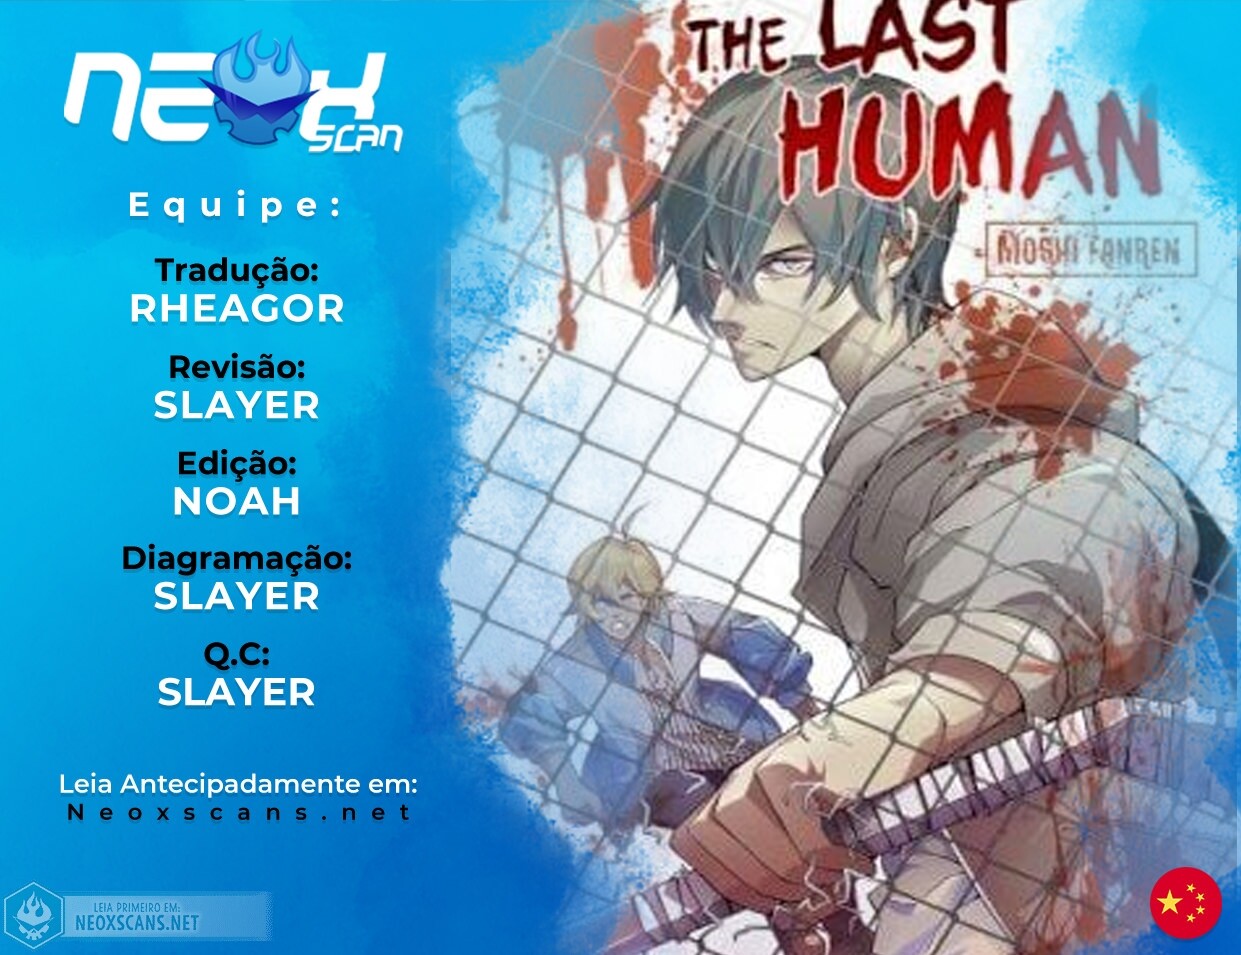 NEOX
SCAN
Equipe:
Tradução:
RHEAGOR
Revisão:
SLAYER
Edição:
NOAH
Diagramação:
SLAYER
Q.C:
SLAYER
Leia Antecipadamente em:
Neoxscans.net
LEIA PRIMEIRO EM:
NEOXSCANS.NET
THE LAST
HUMAN
MOSHI FANREN